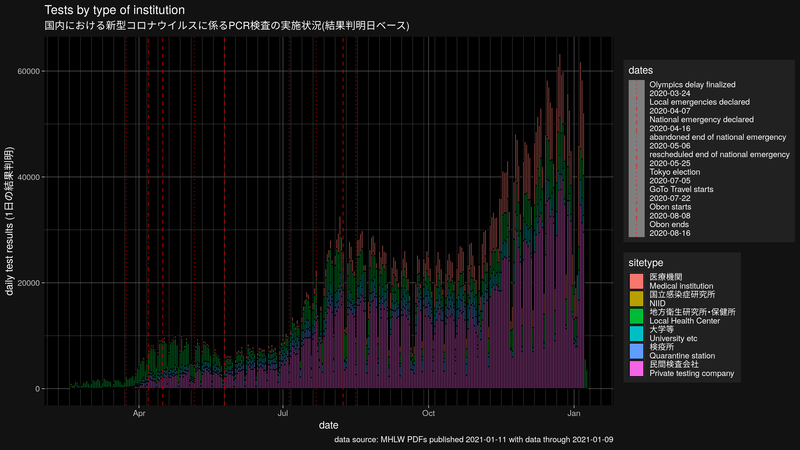 Tests by type of institution
国内における新型コロナウイルスに係るPCR検査の実施状況(結果判明日ベース)
60000
40000
20000
0
daily test results (1日の結果判明)
Apr
Jul
Oct
Jan
date
dates
Olympics delay finalized
2020-03-24
Local emergencies declared
2020-04-07
National emergency declared
2020-04-16
abandoned end of national emergency
2020-05-06
rescheduled end of national emergency
2020-05-25
Tokyo election
2020-07-05
GoTo Travel starts
2020-07-22
Obon starts
2020-08-08
Obon ends
2020-08-16
sitetype
医療機関
Medical institution
国立感染症研究所
NIID
地方衛生研究所・保健所
Local Health Center
大学等
University etc
検疫所
Quarantine station
民間検査会社
Private testing company
data source: MHLW PDFs published 2021-01-11 with data through 2021-01-09